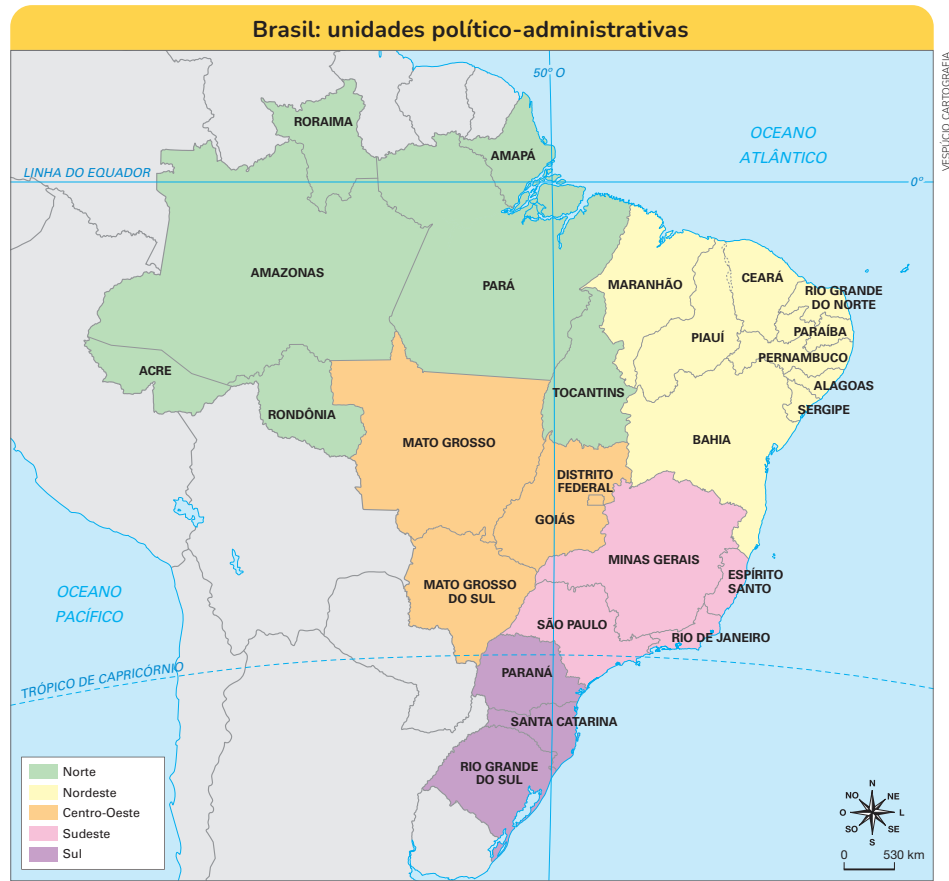 Brasil: unidades político-administrativas
VESPÚCIO CARTOGRAFIA
50º O
RORAIMA
OCEANO
ATLÂNTICO
AMAPÁ
LINHA DO EQUADOR
0º
AMAZONAS
PARÁ
MARANHÃO
CEARÁ
RIO GRANDE
DO NORTE
PIAUÍ
PARAÍBA
PERNAMBUCO
ACRE
ALAGOAS
TOCANTINS
SERGIPE
RONDÔNIA
MATO GROSSO
BAHIA
DISTRITO
FEDERAL
GOIÁS
MINAS GERAIS
ESPÍRITO
SANTO
MATO GROSSO
DO SUL
OCEANO
PACÍFICO
SÃO PAULO
RIO DE JANEIRO
TRÓPICO DE CAPRICÓRNIO
PARANÁ
SANTA CATARINA
RIO GRANDE
DO SUL
Norte
Nordeste
Centro-Oeste
Sudeste
Sul
N
NO
NE
O
L
SO
SE
S
0
530 km